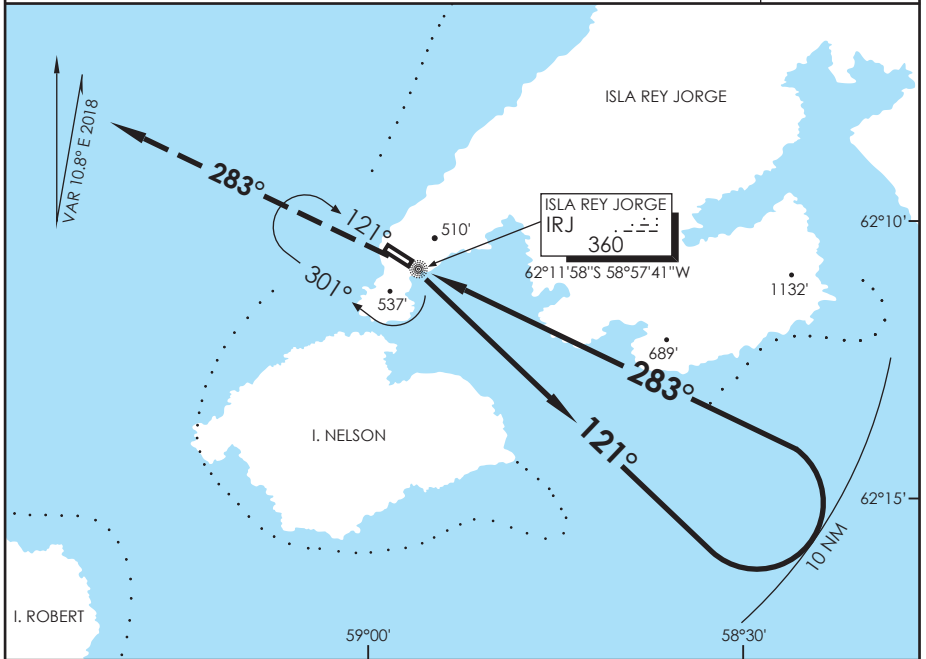 ISLA REY JORGE
VAR 10.8° E 2018
283°
121°
301°
510'
537'
ISLA REY JORGE
IRJ
360
62°11'58"S 58°57'41"W
62°10'
1132'
689'
283°
121°
I. NELSON
62°15'
10 NM
I. ROBERT
59°00'
58°30'